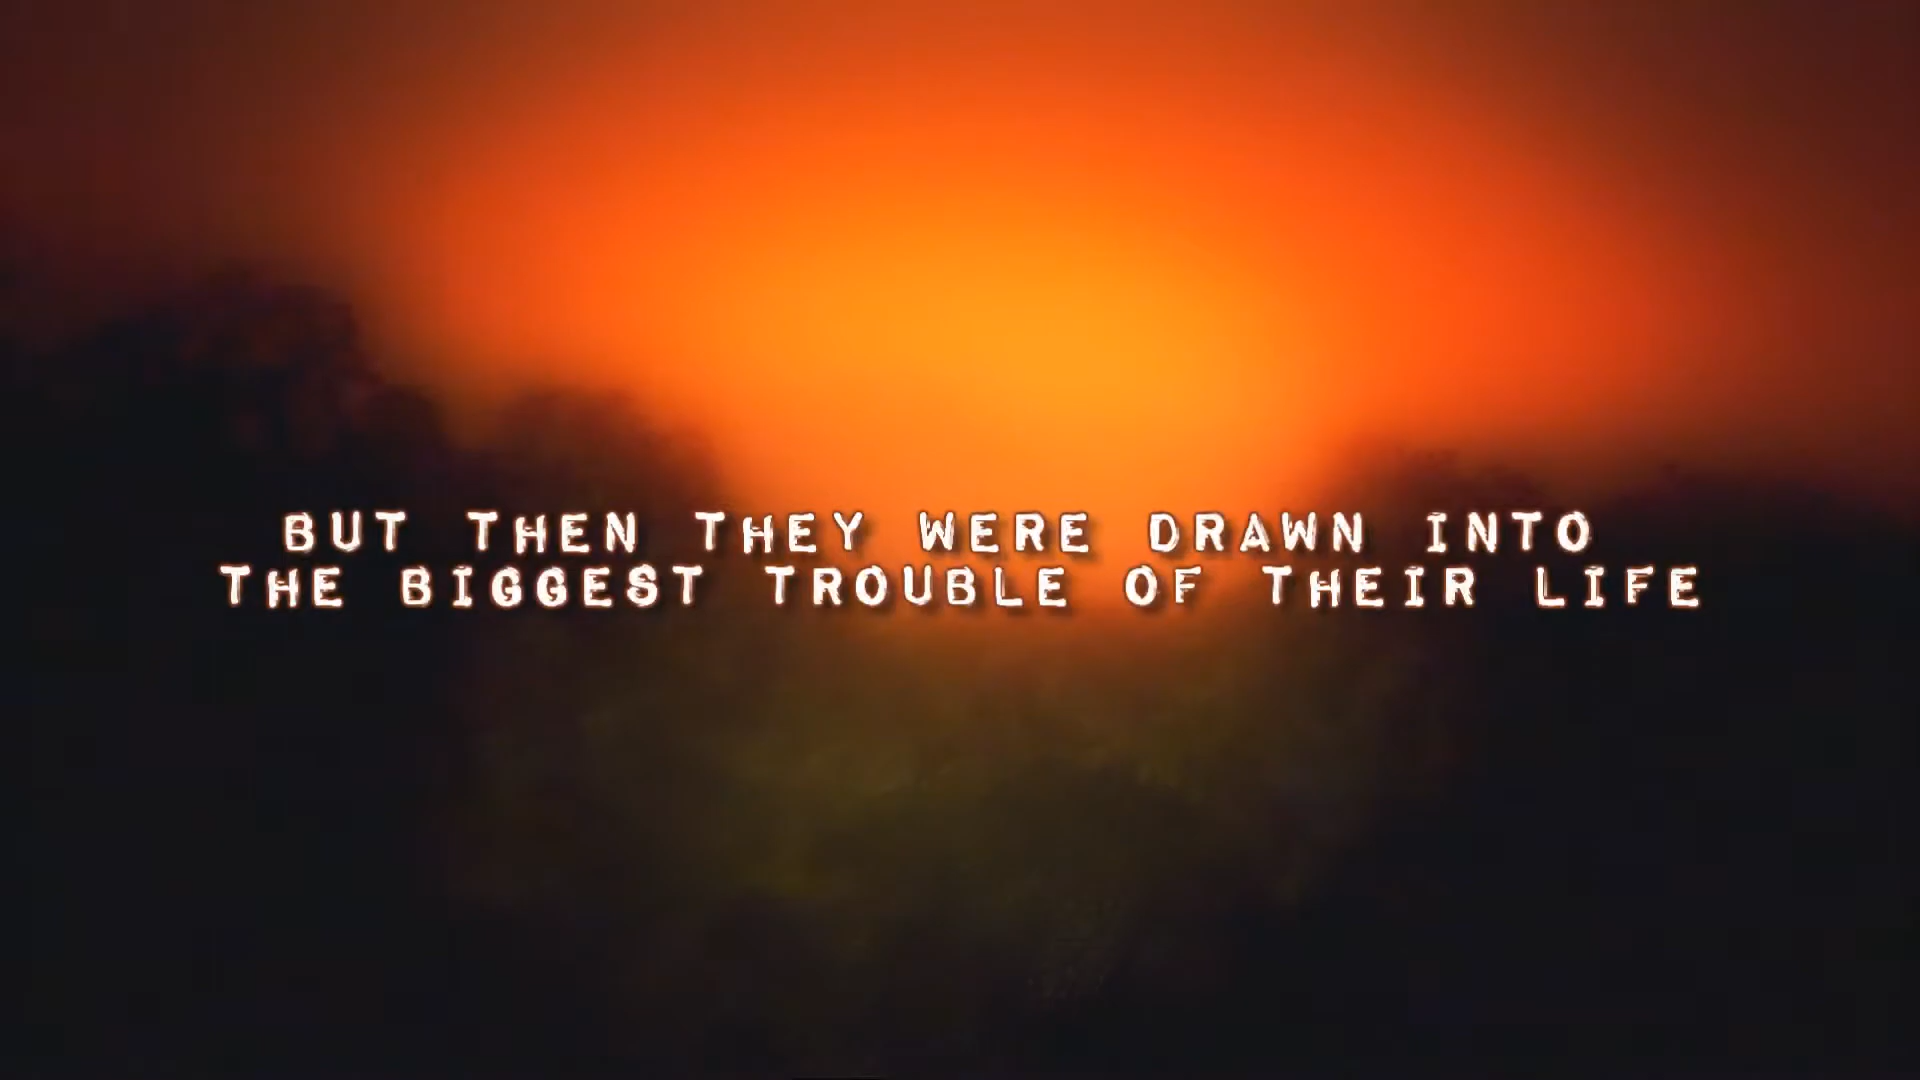 BUT THEN THEY WERE DRAWN INTO
THE BIGGEST TROUBLE OF THEIR LIFE